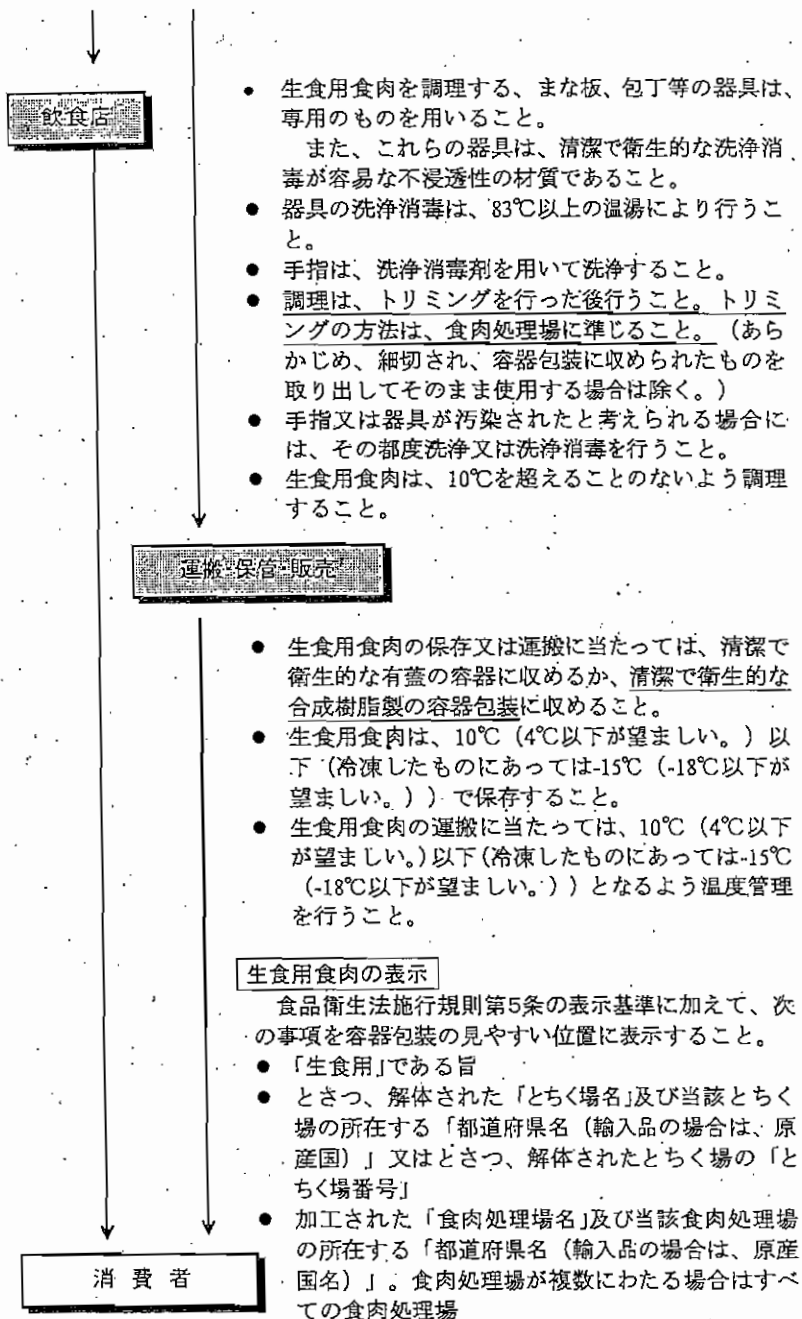 飲食店
● 生食用食肉を調理する、まな板、包丁等の器具は、
専用のものを用いること。
また、これらの器具は、清潔で衛生的な洗浄消
毒が容易な不浸透性の材質であること。
● 器具の洗浄消毒は、83℃以上の温湯により行うこ
と。
● 手指は、洗浄消毒剤を用いて洗浄すること。
● 調理は、トリミングを行った後行うこと。トリミ
ングの方法は、食肉処理場に準じること。（あら
かじめ、細切され、容器包装に収められたものを
取り出してそのまま使用する場合は除く。）
● 手指又は器具が汚染されたと考えられる場合に
は、その都度洗浄又は洗浄消毒を行うこと。
● 生食用食肉は、10℃を超えることのないよう調理
すること。
運搬・保管・販売
● 生食用食肉の保存又は運搬に当たっては、清潔で
衛生的な有蓋の容器に収めるか、清潔で衛生的な
合成樹脂製の容器包装に収めること。
● 生食用食肉は、10℃（4℃以下が望ましい。）以
下（冷凍したものにあっては-15℃（-18℃以下が
望ましい。））で保存すること。
● 生食用食肉の運搬に当たっては、10℃（4℃以下
が望ましい。）以下（冷凍したものにあっては-15℃
（-18℃以下が望ましい。））となるよう温度管理
を行うこと。
生食用食肉の表示
食品衛生法施行規則第5条の表示基準に加えて、次
の事項を容器包装の見やすい位置に表示すること。
● 「生食用」である旨
● とさつ、解体された「とちく場名」及び当該とちく
場の所在する「都道府県名（輸入品の場合は、原
産国）」又はとさつ、解体されたとちく場の「と
ちく場番号」
● 加工された「食肉処理場名」及び当該食肉処理場
の所在する「都道府県名（輸入品の場合は、原産
国名）」。食肉処理場が複数にわたる場合はすべ
ての食肉処理場
消費者